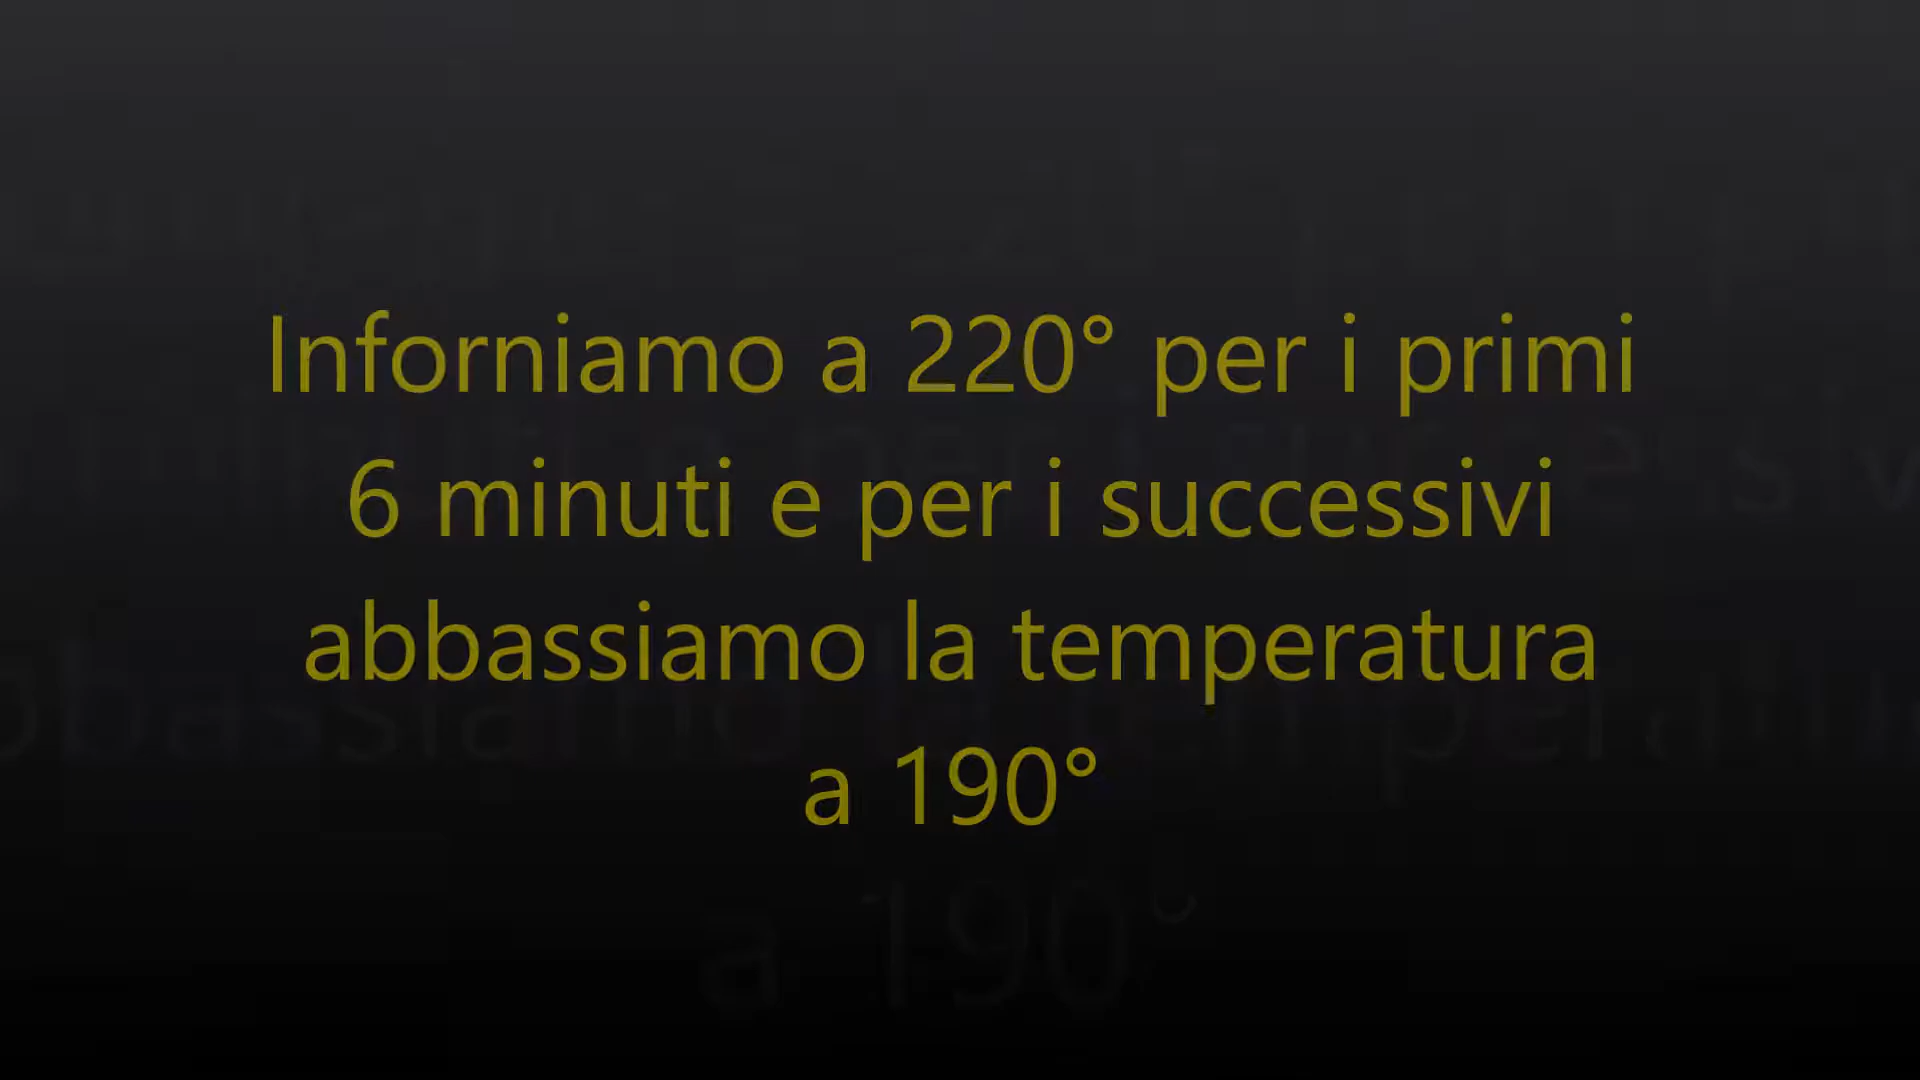 Inforniamo a 220° per i primi
6 minuti e per i successivi
abbassiamo la temperatura
a 190°